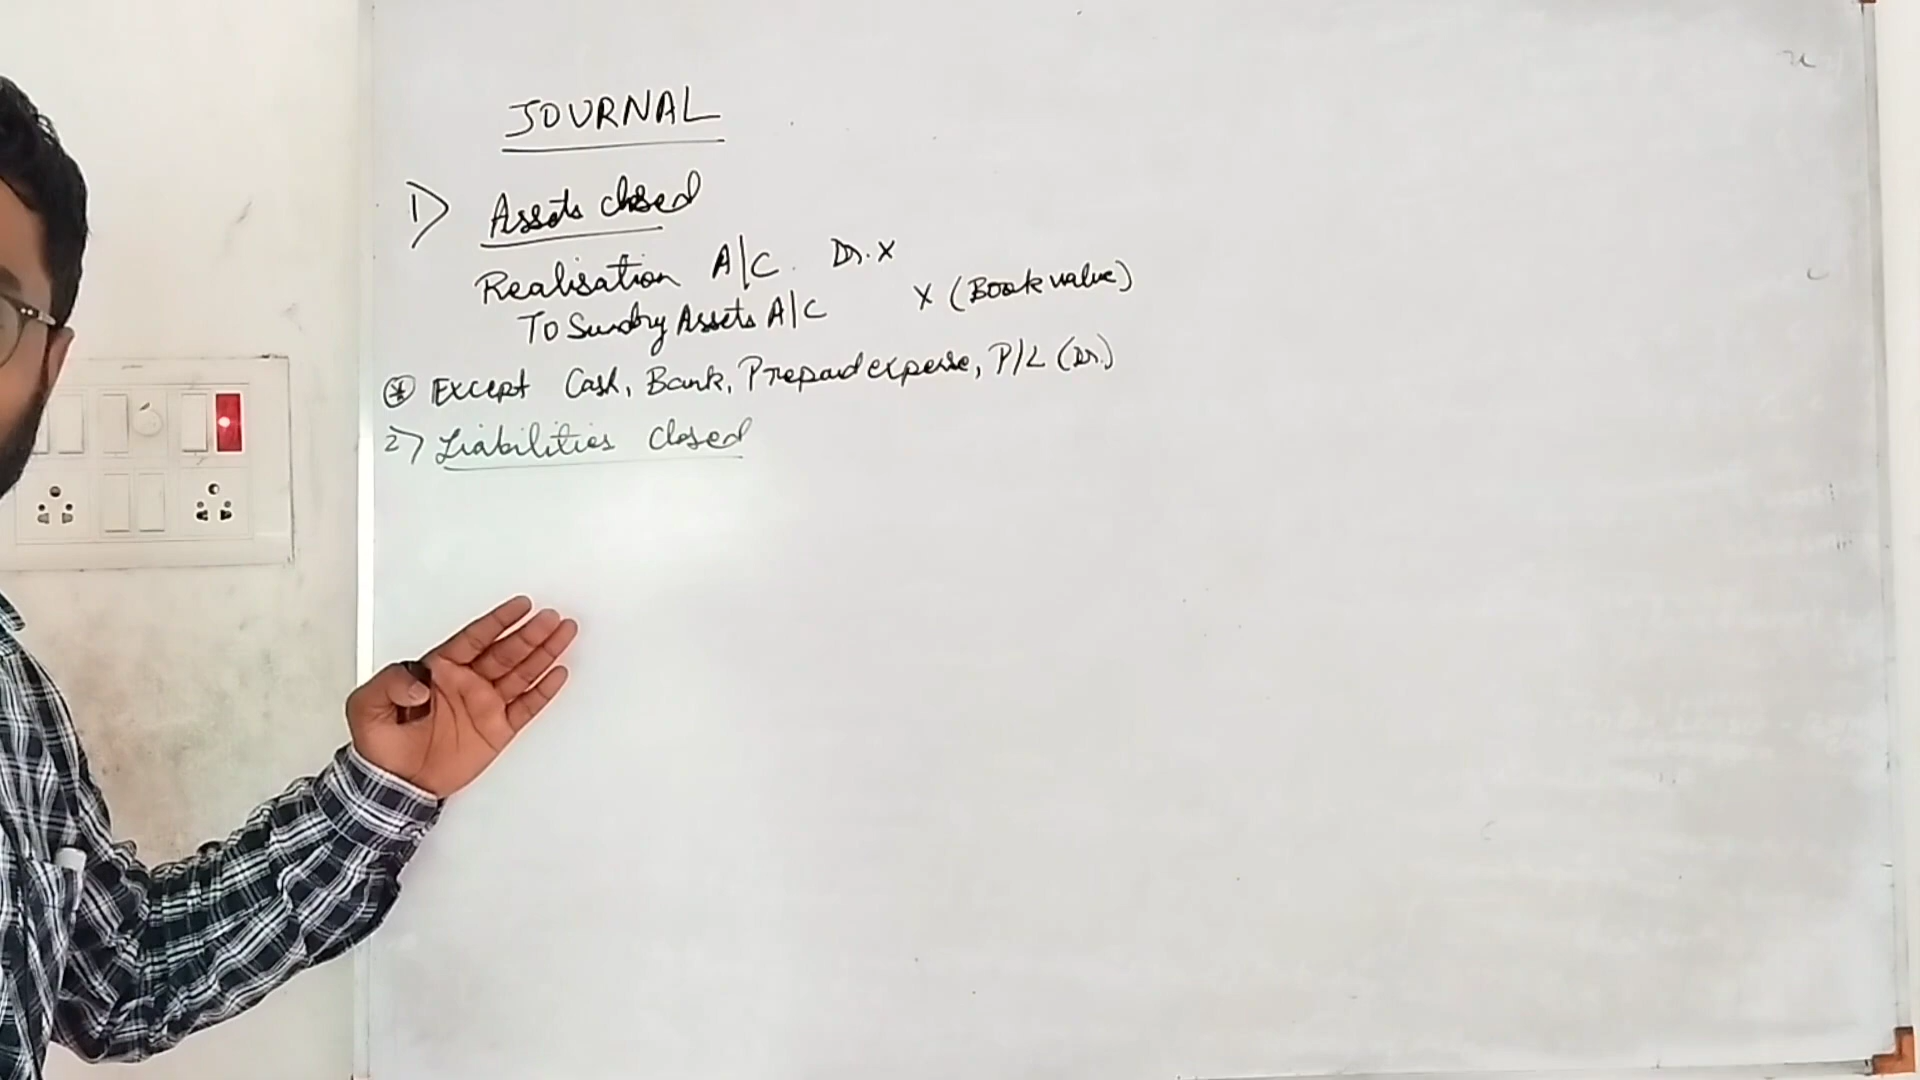 JOURNAL
1) Assets closed
Realisation A/C. Dr. X
To Sundry Assets A/C X (Book value)
* Except Cash, Bank, Prepaid expense, P/L (Dr.)
2) Liabilities closed